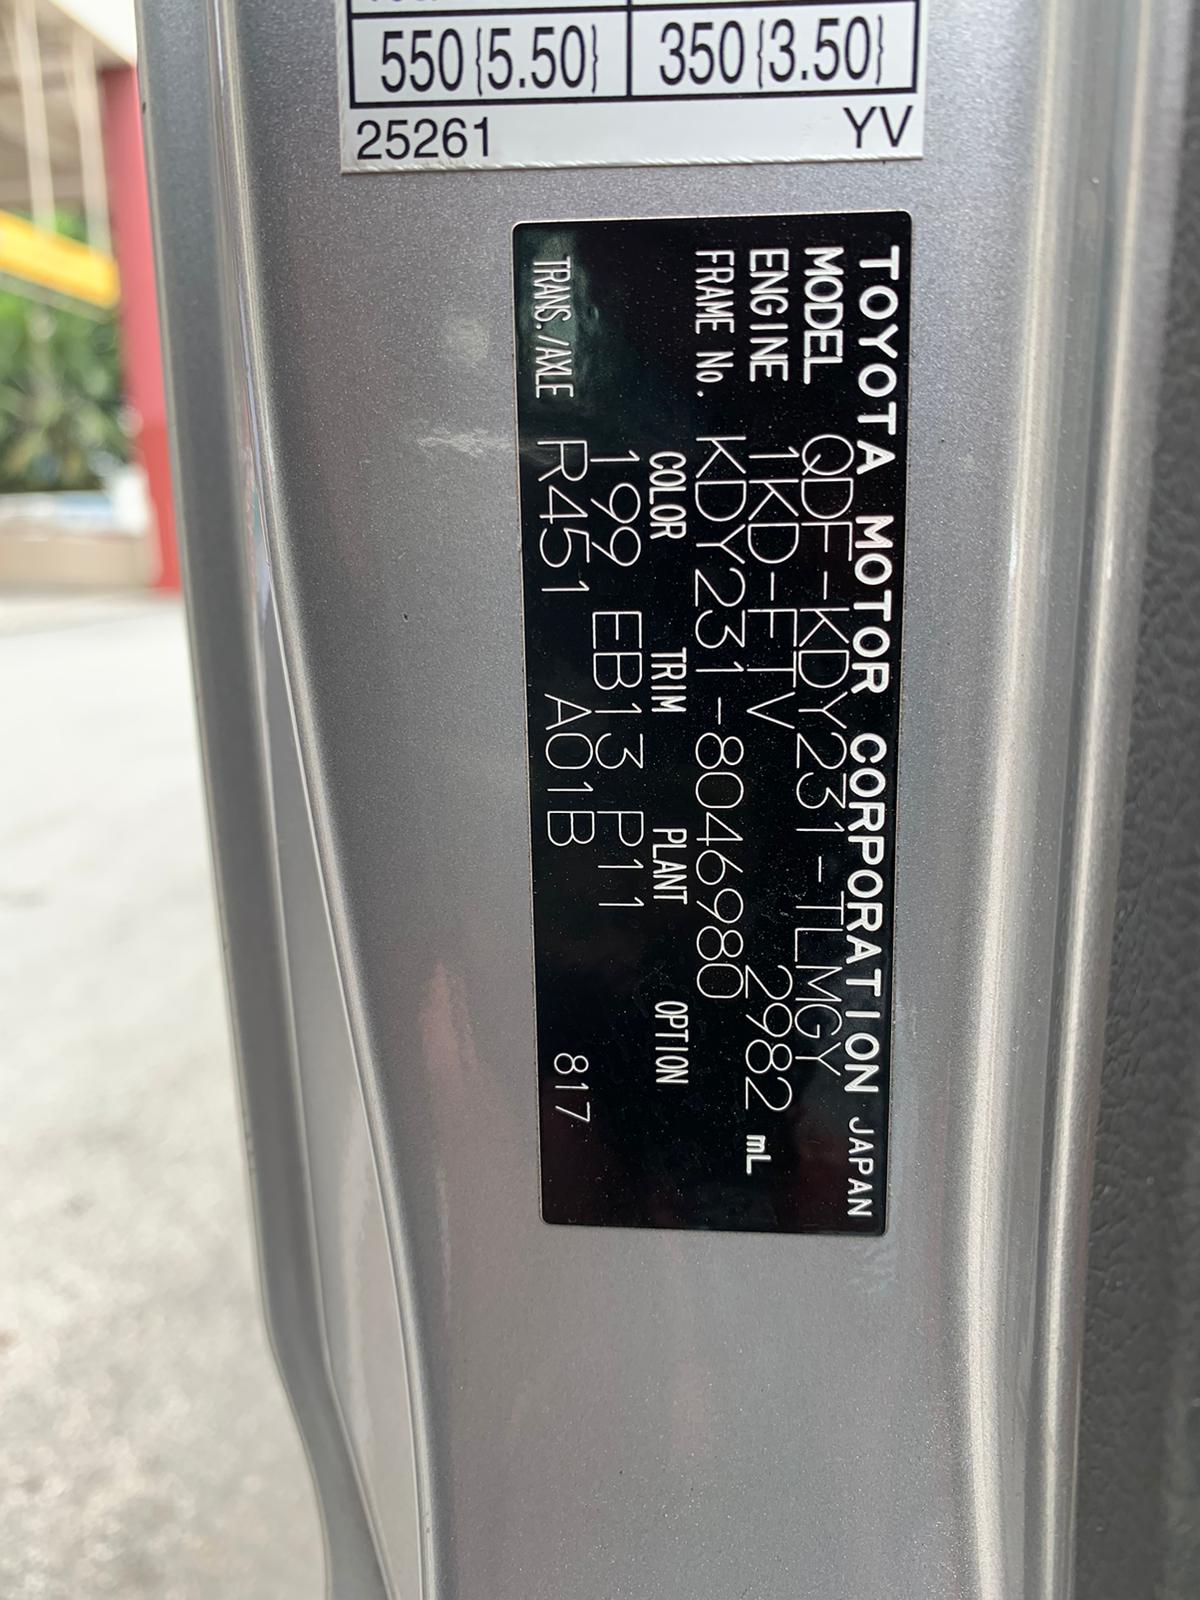 550{5.50} 350{3.50}
25261 YV
TOYOTA MOTOR CORPORATION JAPAN
MODEL QDF-KDY231-TLMGY
ENGINE 1KD-FTV 2982 mL
FRAME No. KDY231-8046980
COLOR TRIM PLANT OPTION
199 EB13 P11
TRANS./AXLE R451 A01B 817